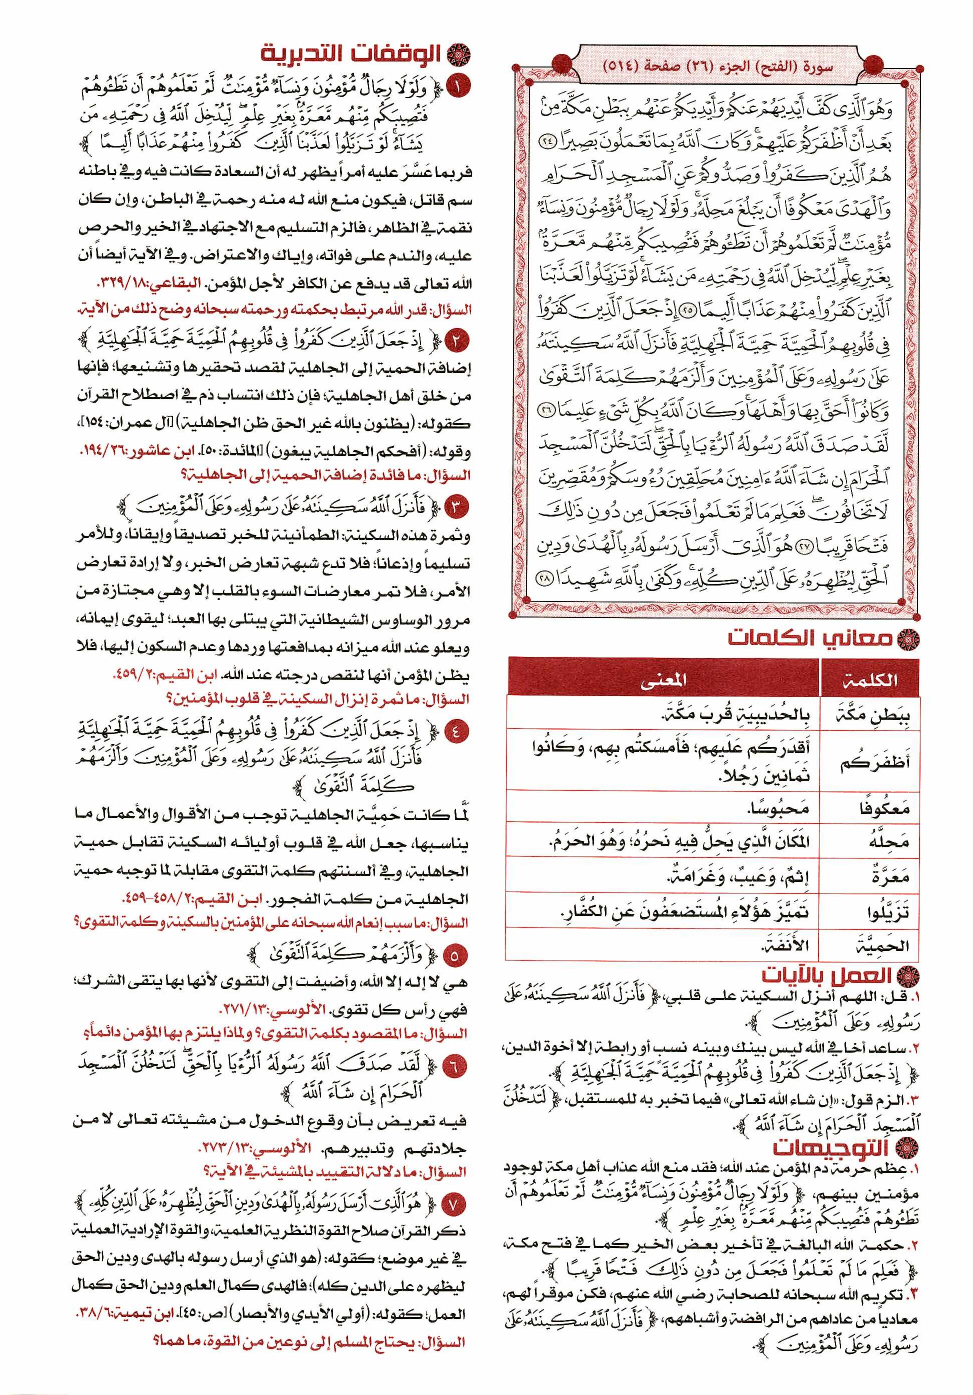 سورة (الفتح) الجزء (٢٦) صفحة (٥١٤)
وَهُوَ الَّذِي كَفَّ أَيْدِيَهُمْ عَنكُمْ وَأَيْدِيَكُمْ عَنْهُم بِبَطْنِ مَكَّةَ مِنْ
بَعْدِ أَنْ أَظْفَرَكُمْ عَلَيْهِمْ ۚ وَكَانَ اللَّهُ بِمَا تَعْمَلُونَ بَصِيرًا ﴿٢٤﴾
هُمُ الَّذِينَ كَفَرُوا وَصَدُّوكُمْ عَنِ الْمَسْجِدِ الْحَرَامِ
وَالْهَدْيَ مَعْكُوفًا أَن يَبْلُغَ مَحِلَّهُ ۚ وَلَوْلَا رِجَالٌ مُّؤْمِنُونَ وَنِسَاءٌ
مُّؤْمِنَاتٌ لَّمْ تَعْلَمُوهُمْ أَن تَطَئُوهُمْ فَتُصِيبَكُم مِّنْهُم مَّعَرَّةٌ
بِغَيْرِ عِلْمٍ ۖ لِّيُدْخِلَ اللَّهُ فِي رَحْمَتِهِ مَن يَشَاءُ ۚ لَوْ تَزَيَّلُوا لَعَذَّبْنَا
الَّذِينَ كَفَرُوا مِنْهُمْ عَذَابًا أَلِيمًا ﴿٢٥﴾ إِذْ جَعَلَ الَّذِينَ كَفَرُوا
فِي قُلُوبِهِمُ الْحَمِيَّةَ حَمِيَّةَ الْجَاهِلِيَّةِ فَأَنزَلَ اللَّهُ سَكِينَتَهُ
عَلَىٰ رَسُولِهِ وَعَلَى الْمُؤْمِنِينَ وَأَلْزَمَهُمْ كَلِمَةَ التَّقْوَىٰ
وَكَانُوا أَحَقَّ بِهَا وَأَهْلَهَا ۚ وَكَانَ اللَّهُ بِكُلِّ شَيْءٍ عَلِيمًا ﴿٢٦﴾
لَّقَدْ صَدَقَ اللَّهُ رَسُولَهُ الرُّؤْيَا بِالْحَقِّ ۖ لَتَدْخُلُنَّ الْمَسْجِدَ
الْحَرَامَ إِن شَاءَ اللَّهُ ءَامِنِينَ مُحَلِّقِينَ رُءُوسَكُمْ وَمُقَصِّرِينَ
لَا تَخَافُونَ ۖ فَعَلِمَ مَا لَمْ تَعْلَمُوا فَجَعَلَ مِن دُونِ ذَٰلِكَ
فَتْحًا قَرِيبًا ﴿٢٧﴾ هُوَ الَّذِي أَرْسَلَ رَسُولَهُ بِالْهُدَىٰ وَدِينِ
الْحَقِّ لِيُظْهِرَهُ عَلَى الدِّينِ كُلِّهِ ۚ وَكَفَىٰ بِاللَّهِ شَهِيدًا ﴿٢٨﴾
معاني الكلمات
الكلمة المعنى
بِبَطنِ مَكَّةَ بِالحُدَيبِيَةِ قُربَ مَكَّةَ.
أَظفَرَكُم أَقدَرَكُم عَلَيهِم؛ فَأَمسَكتُم بِهِم، وَكَانُوا
ثَمانِينَ رَجُلاً.
مَعكُوفًا مَحبُوسًا.
مَحِلَّهُ المَكَانَ الَّذِي يَحِلُّ فِيهِ نَحرُهُ؛ وَهُوَ الحَرَمُ.
مَعَرَّةٌ إِثمٌ، وَعَيبٌ، وَغَرَامَةٌ.
تَزَيَّلُوا تَمَيَّزَ هَؤُلَاءِ المُستَضعَفُونَ عَنِ الكُفَّارِ.
الحَمِيَّةَ الأَنَفَةَ.
العمل بالآيات
١. قل: اللهم أنزل السكينة على قلبي، ﴿ فَأَنزَلَ اللَّهُ سَكِينَتَهُ عَلَىٰ
رَسُولِهِ وَعَلَى الْمُؤْمِنِينَ ﴾.
٢. ساعد أخا في الله ليس بينك وبينه نسب أو رابطة إلا أخوة الدين،
﴿ إِذْ جَعَلَ الَّذِينَ كَفَرُوا فِي قُلُوبِهِمُ الْحَمِيَّةَ حَمِيَّةَ الْجَاهِلِيَّةِ ﴾.
٣. الزم قول: «إن شاء الله تعالى» فيما تخبر به للمستقبل، ﴿ لَتَدْخُلُنَّ
الْمَسْجِدَ الْحَرَامَ إِن شَاءَ اللَّهُ ﴾.
التوجيهات
١. عظم حرمة دم المؤمن عند الله؛ فقد منع الله عذاب أهل مكة لوجود
مؤمنين بينهم، ﴿ وَلَوْلَا رِجَالٌ مُّؤْمِنُونَ وَنِسَاءٌ مُّؤْمِنَاتٌ لَّمْ تَعْلَمُوهُمْ أَن
تَطَئُوهُمْ فَتُصِيبَكُم مِّنْهُم مَّعَرَّةٌ بِغَيْرِ عِلْمٍ ﴾.
٢. حكمة الله البالغة في تأخير بعض الخير كما في فتح مكة،
﴿ فَعَلِمَ مَا لَمْ تَعْلَمُوا فَجَعَلَ مِن دُونِ ذَٰلِكَ فَتْحًا قَرِيبًا ﴾.
٣. تكريم الله سبحانه للصحابة رضي الله عنهم، فكن موقراً لهم،
معادياً من عاداهم من الرافضة وأشباههم، ﴿ فَأَنزَلَ اللَّهُ سَكِينَتَهُ عَلَىٰ
رَسُولِهِ وَعَلَى الْمُؤْمِنِينَ ﴾.
الوقفات التدبرية
١ ﴿ وَلَوْلَا رِجَالٌ مُّؤْمِنُونَ وَنِسَاءٌ مُّؤْمِنَاتٌ لَّمْ تَعْلَمُوهُمْ أَن تَطَئُوهُمْ
فَتُصِيبَكُم مِّنْهُم مَّعَرَّةٌ بِغَيْرِ عِلْمٍ ۖ لِّيُدْخِلَ اللَّهُ فِي رَحْمَتِهِ مَن
يَشَاءُ ۚ لَوْ تَزَيَّلُوا لَعَذَّبْنَا الَّذِينَ كَفَرُوا مِنْهُمْ عَذَابًا أَلِيمًا ﴾
فربما عَسَّرَ عليه أمراً يظهر له أن السعادة كانت فيه وفي باطنه
سم قاتل، فيكون منع الله له منه رحمة في الباطن، وإن كان
نقمة في الظاهر، فالزم التسليم مع الاجتهاد في الخير والحرص
عليه، والندم على فواته، وإياك والاعتراض. وفي الآية أيضاً أن
الله تعالى قد يدفع عن الكافر لأجل المؤمن. البقاعي:٣٢٩/١٨.
السؤال: قدر الله مرتبط بحكمته ورحمته سبحانه وضح ذلك من الآية.
٢ ﴿ إِذْ جَعَلَ الَّذِينَ كَفَرُوا فِي قُلُوبِهِمُ الْحَمِيَّةَ حَمِيَّةَ الْجَاهِلِيَّةِ ﴾
إضافة الحمية إلى الجاهلية لقصد تحقيرها وتشنيعها؛ فإنها
من خلق أهل الجاهلية؛ فإن ذلك انتساب ذم في اصطلاح القرآن
كقوله: (يظنون بالله غير الحق ظن الجاهلية) [آل عمران: ١٥٤]،
وقوله: (أفحكم الجاهلية يبغون) [المائدة: ٥٠]. ابن عاشور:١٩٤/٢٦.
السؤال: ما فائدة إضافة الحمية إلى الجاهلية؟
٣ ﴿ فَأَنزَلَ اللَّهُ سَكِينَتَهُ عَلَىٰ رَسُولِهِ وَعَلَى الْمُؤْمِنِينَ ﴾
وثمرة هذه السكينة: الطمأنينة للخبر تصديقاً وإيقاناً، وللأمر
تسليماً وإذعاناً؛ فلا تدع شبهة تعارض الخبر، ولا إرادة تعارض
الأمر، فلا تمر معارضات السوء بالقلب إلا وهي مجتازة من
مرور الوساوس الشيطانية التي يبتلى بها العبد؛ ليقوى إيمانه،
ويعلو عند الله ميزانه بمدافعتها وردها وعدم السكون إليها، فلا
يظن المؤمن أنها لنقص درجته عند الله. ابن القيم:٤٥٩/٢.
السؤال: ما ثمرة إنزال السكينة في قلوب المؤمنين؟
٤ ﴿ إِذْ جَعَلَ الَّذِينَ كَفَرُوا فِي قُلُوبِهِمُ الْحَمِيَّةَ حَمِيَّةَ الْجَاهِلِيَّةِ
فَأَنزَلَ اللَّهُ سَكِينَتَهُ عَلَىٰ رَسُولِهِ وَعَلَى الْمُؤْمِنِينَ وَأَلْزَمَهُمْ
كَلِمَةَ التَّقْوَىٰ ﴾
لمَّا كانت حَمِيَّة الجاهلية توجب من الأقوال والأعمال ما
يناسبها، جعل الله في قلوب أوليائه السكينة تقابل حمية
الجاهلية، وفي ألسنتهم كلمة التقوى مقابلة لما توجبه حمية
الجاهلية من كلمة الفجور. ابن القيم:٤٥٨/٢-٤٥٩.
السؤال: ما سبب إنعام الله سبحانه على المؤمنين بالسكينة وكلمة التقوى؟
٥ ﴿ وَأَلْزَمَهُمْ كَلِمَةَ التَّقْوَىٰ ﴾
هي لا إله إلا الله، وأضيفت إلى التقوى لأنها بها يتقى الشرك؛
فهي رأس كل تقوى. الألوسي:٢٧١/١٣.
السؤال: ما المقصود بكلمة التقوى؟ ولماذا يلتزم بها المؤمن دائماً؟
٦ ﴿ لَّقَدْ صَدَقَ اللَّهُ رَسُولَهُ الرُّؤْيَا بِالْحَقِّ ۖ لَتَدْخُلُنَّ الْمَسْجِدَ
الْحَرَامَ إِن شَاءَ اللَّهُ ﴾
فيه تعريض بأن وقوع الدخول من مشيئته تعالى لا من
جلادتهم وتدبيرهم. الألوسي:٢٧٣/١٣.
السؤال: ما دلالة التقييد بالمشيئة في الآية؟
٧ ﴿ هُوَ الَّذِي أَرْسَلَ رَسُولَهُ بِالْهُدَىٰ وَدِينِ الْحَقِّ لِيُظْهِرَهُ عَلَى الدِّينِ كُلِّهِ ﴾
ذكر القرآن صلاح القوة النظرية العلمية، والقوة الإرادية العملية
في غير موضع؛ كقوله: (هو الذي أرسل رسوله بالهدى ودين الحق
ليظهره على الدين كله)؛ فالهدى كمال العلم ودين الحق كمال
العمل؛ كقوله: (أولي الأيدي والأبصار) [ص: ٤٥]. ابن تيمية:٣٨/٦.
السؤال: يحتاج المسلم إلى نوعين من القوة، ما هما؟